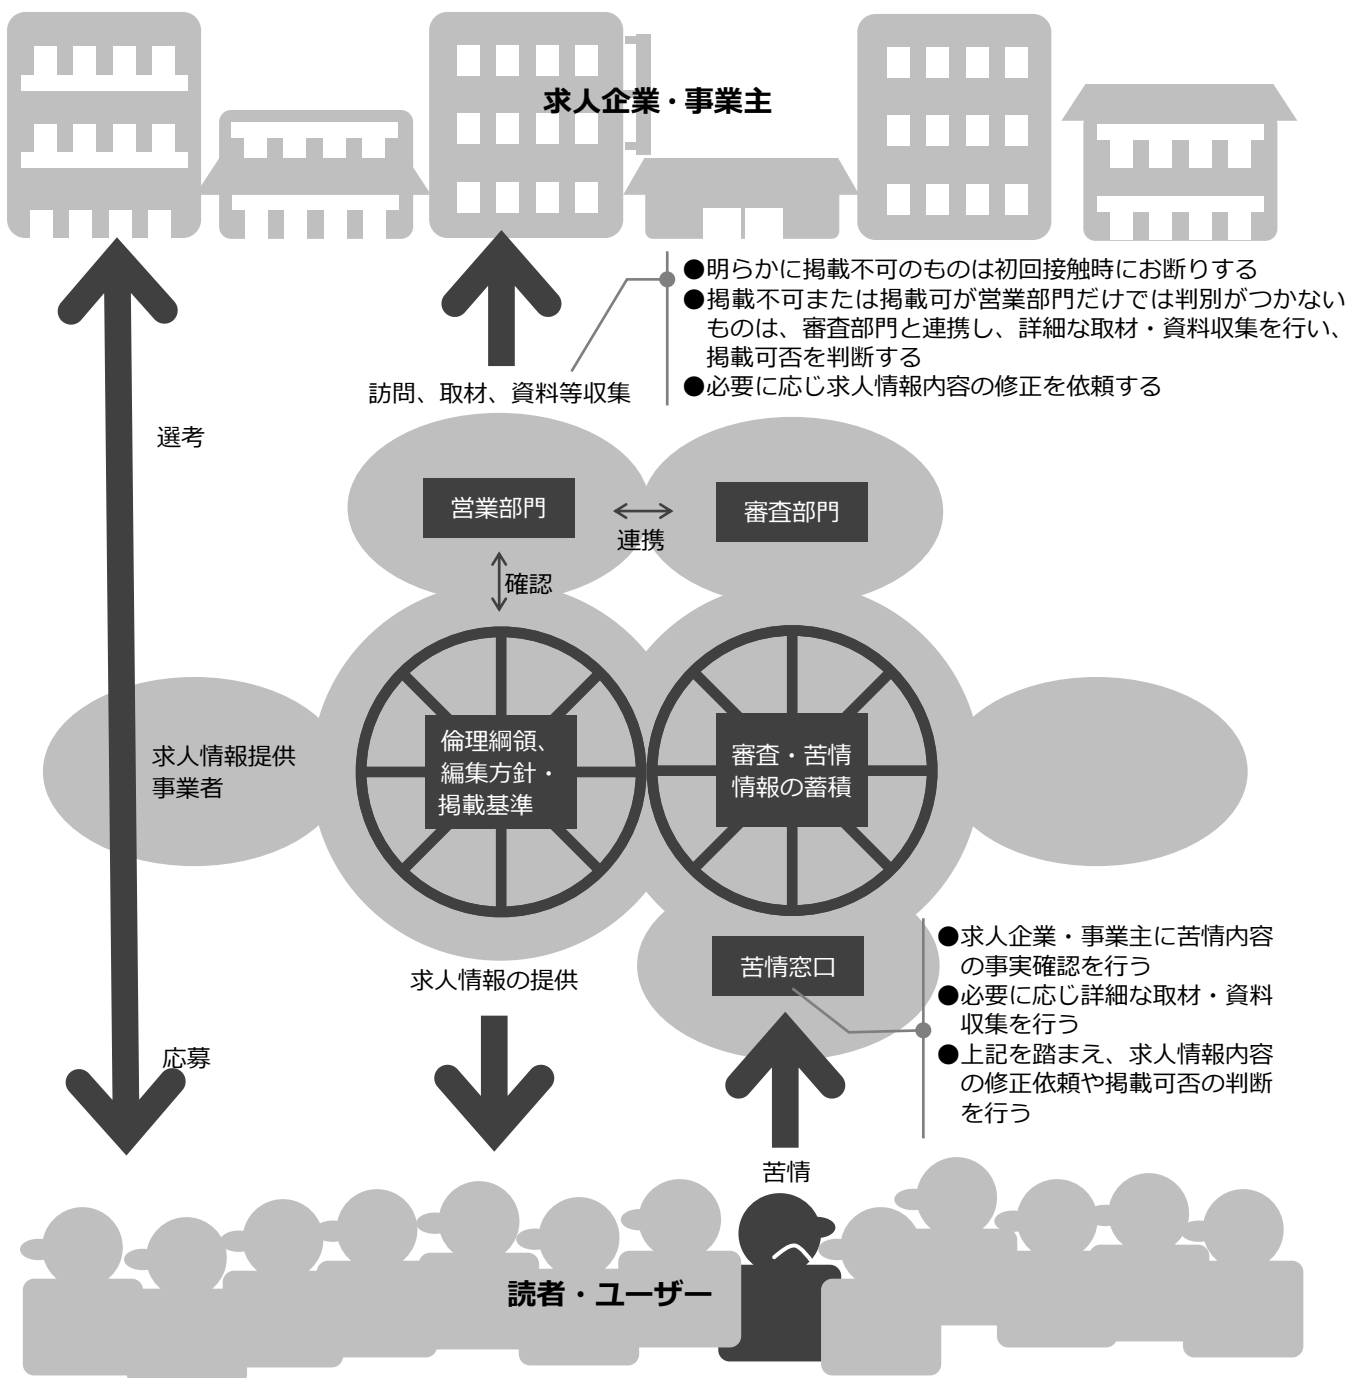 求人企業・事業主
●明らかに掲載不可のものは初回接触時にお断りする
●掲載不可または掲載可が営業部門だけでは判別がつかない
ものは、審査部門と連携し、詳細な取材・資料収集を行い、
掲載可否を判断する
●必要に応じ求人情報内容の修正を依頼する
訪問、取材、資料等収集
選考
営業部門
審査部門
連携
確認
倫理綱領、
編集方針・
掲載基準
審査・苦情
情報の蓄積
求人情報提供
事業者
苦情窓口
●求人企業・事業主に苦情内容
の事実確認を行う
●必要に応じ詳細な取材・資料
収集を行う
●上記を踏まえ、求人情報内容
の修正依頼や掲載可否の判断
を行う
求人情報の提供
応募
苦情
読者・ユーザー